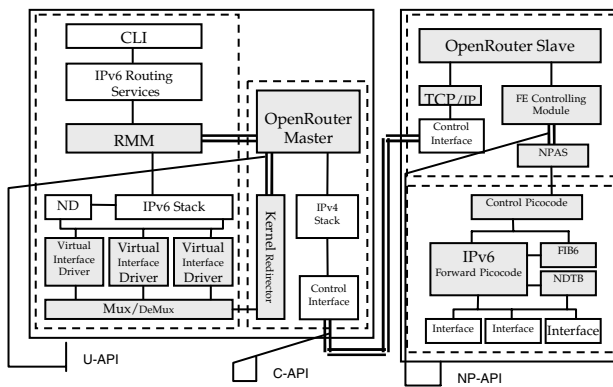 CLI
IPv6 Routing
Services
RMM
ND
IPv6 Stack
Virtual
Interface
Driver
Virtual
Interface
Driver
Virtual
Interface
Driver
Mux/DeMux
OpenRouter
Master
Kernel Redirector
IPv4
Stack
Control
Interface
OpenRouter Slave
TCP/IP
Control
Interface
FE Controlling
Module
NPAS
Control Picocode
IPv6
Forward Picocode
FIB6
NDTB
Interface
Interface
Interface
U-API
C-API
NP-API